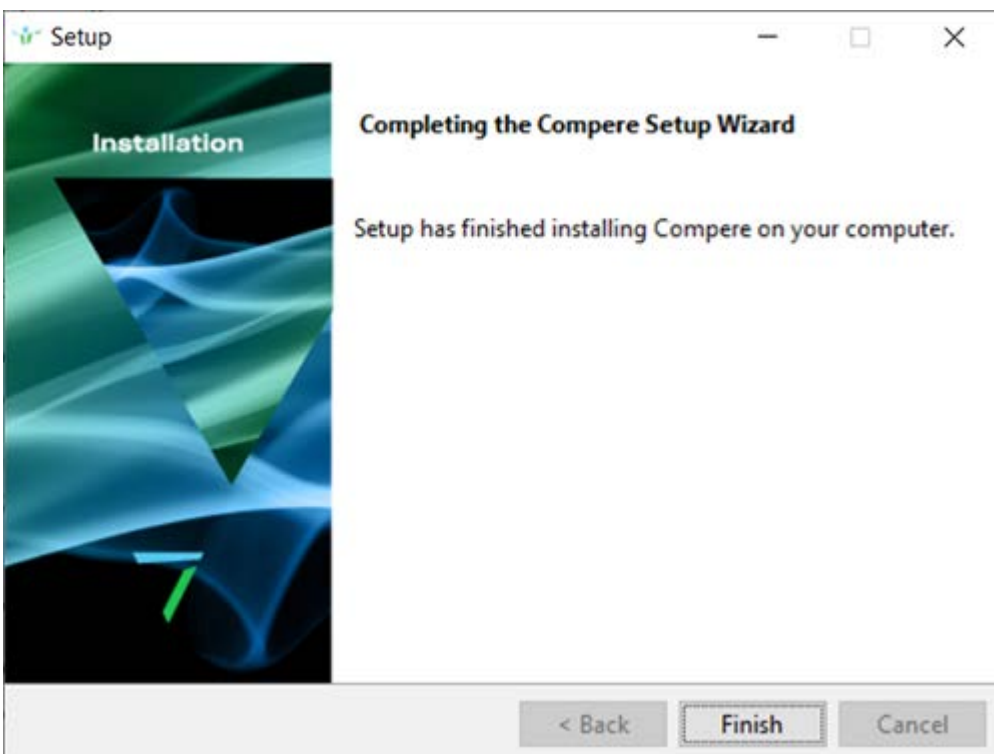 Setup
Installation
Completing the Compere Setup Wizard
Setup has finished installing Compere on your computer.
< Back
Finish
Cancel